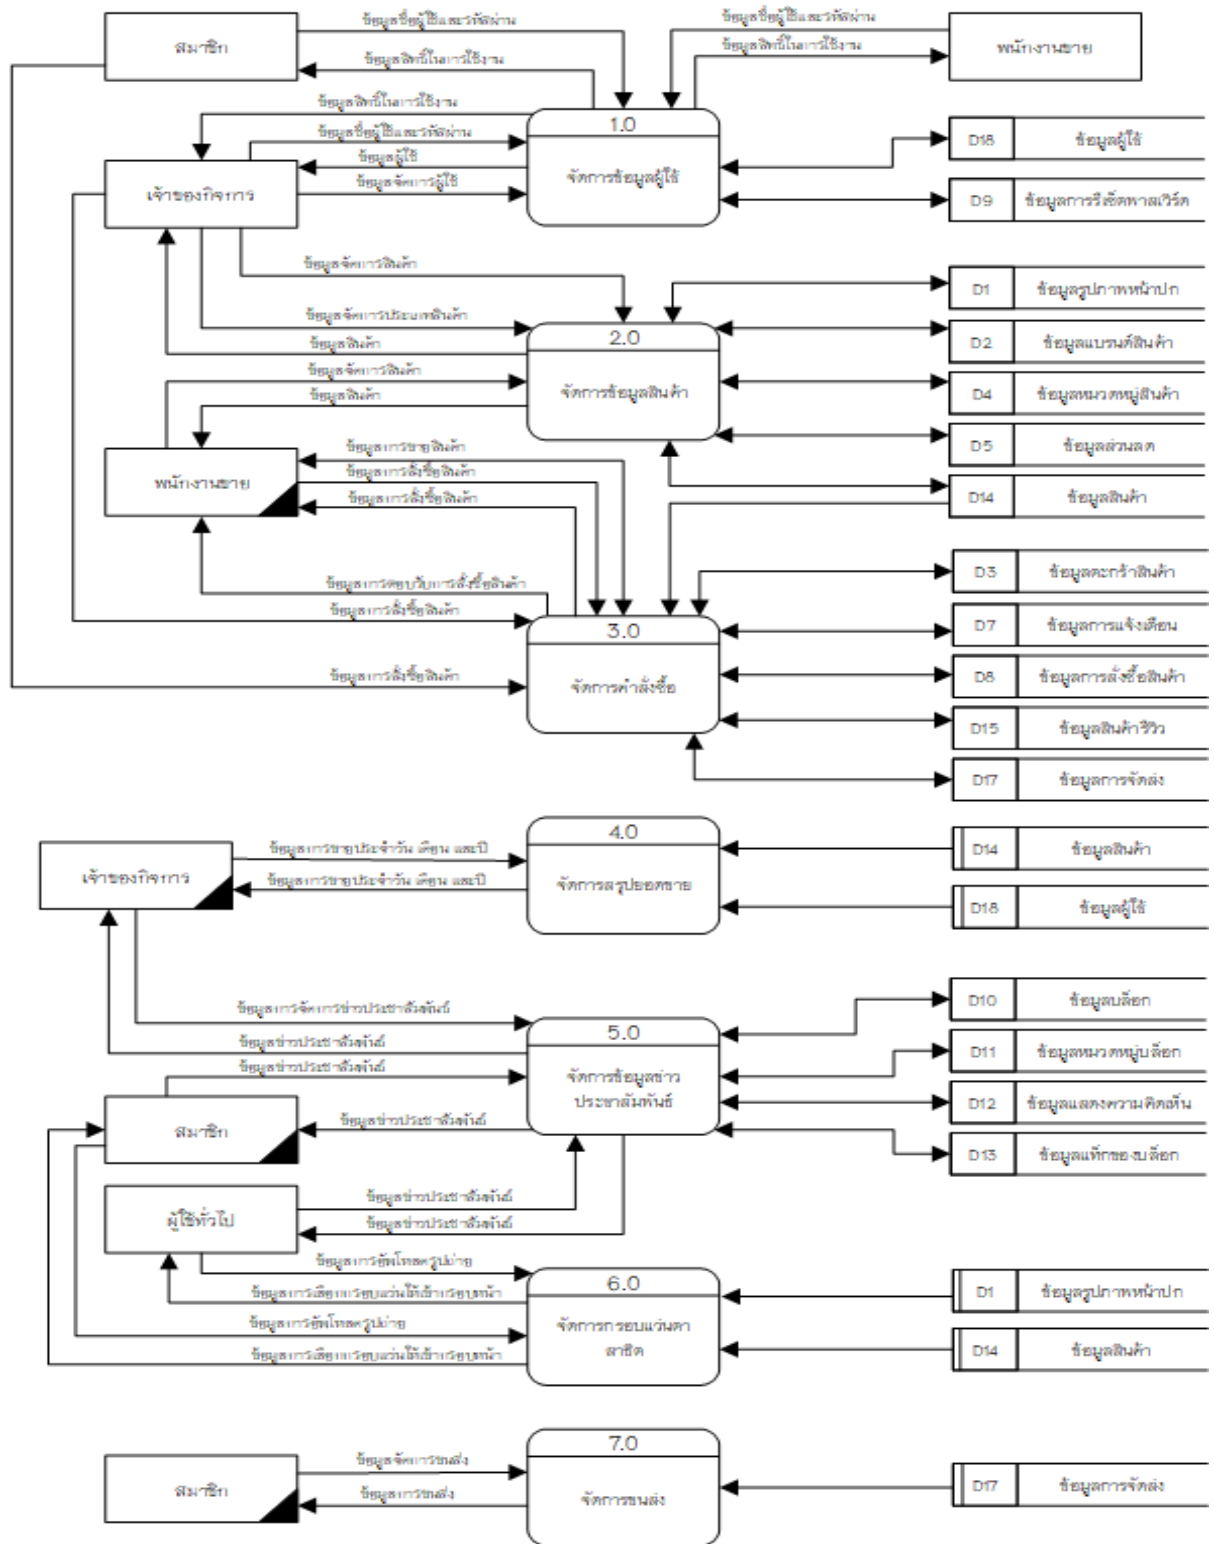 ข้อมูลชื่อผู้ใช้และรหัสผ่าน
ข้อมูลชื่อผู้ใช้และรหัสผ่าน
สมาชิก
พนักงานขาย
ข้อมูลสิทธิ์ในการใช้งาน
ข้อมูลสิทธิ์ในการใช้งาน
ข้อมูลสิทธิ์ในการใช้งาน
1.0
ข้อมูลชื่อผู้ใช้และรหัสผ่าน
D18 ข้อมูลผู้ใช้
ข้อมูลผู้ใช้
จัดการข้อมูลผู้ใช้
ข้อมูลจัดการผู้ใช้
เจ้าของกิจการ
D9 ข้อมูลการรีเซ็ตพาสเวิร์ด
ข้อมูลจัดการสินค้า
D1 ข้อมูลรูปภาพหน้าปก
ข้อมูลจัดการประเภทสินค้า
2.0
D2 ข้อมูลแบรนด์สินค้า
ข้อมูลสินค้า
ข้อมูลจัดการสินค้า
จัดการข้อมูลสินค้า
D4 ข้อมูลหมวดหมู่สินค้า
ข้อมูลสินค้า
ข้อมูลการขายสินค้า
D5 ข้อมูลส่วนลด
ข้อมูลการสั่งซื้อสินค้า
พนักงานขาย
ข้อมูลการสั่งซื้อสินค้า
D14 ข้อมูลสินค้า
D3 ข้อมูลตะกร้าสินค้า
ข้อมูลการตอบรับการสั่งซื้อสินค้า
ข้อมูลการสั่งซื้อสินค้า
3.0
D7 ข้อมูลการแจ้งเตือน
ข้อมูลการสั่งซื้อสินค้า
จัดการคำสั่งซื้อ
D8 ข้อมูลการสั่งซื้อสินค้า
D15 ข้อมูลสินค้ารีวิว
D17 ข้อมูลการจัดส่ง
4.0
ข้อมูลการขายประจำวัน เดือน และปี
D14 ข้อมูลสินค้า
เจ้าของกิจการ
ข้อมูลการขายประจำวัน เดือน และปี
จัดการสรุปยอดขาย
D18 ข้อมูลผู้ใช้
D10 ข้อมูลบล็อก
ข้อมูลการจัดการข่าวประชาสัมพันธ์
5.0
ข้อมูลข่าวประชาสัมพันธ์
D11 ข้อมูลหมวดหมู่บล็อก
ข้อมูลข่าวประชาสัมพันธ์
จัดการข้อมูลข่าว
ประชาสัมพันธ์
D12 ข้อมูลแสดงความคิดเห็น
ข้อมูลข่าวประชาสัมพันธ์
สมาชิก
D13 ข้อมูลแท็กของบล็อก
ข้อมูลข่าวประชาสัมพันธ์
ผู้ใช้ทั่วไป
ข้อมูลข่าวประชาสัมพันธ์
ข้อมูลการอัพโหลดรูปถ่าย
6.0
ข้อมูลการเลือกกรอบแว่นให้เข้ากรอบหน้า
D1 ข้อมูลรูปภาพหน้าปก
ข้อมูลการอัพโหลดรูปถ่าย
จัดการกรอบแว่นตา
สาธิต
D14 ข้อมูลสินค้า
ข้อมูลการเลือกกรอบแว่นให้เข้ากรอบหน้า
7.0
ข้อมูลจัดการขนส่ง
สมาชิก
ข้อมูลการขนส่ง
จัดการขนส่ง
D17 ข้อมูลการจัดส่ง